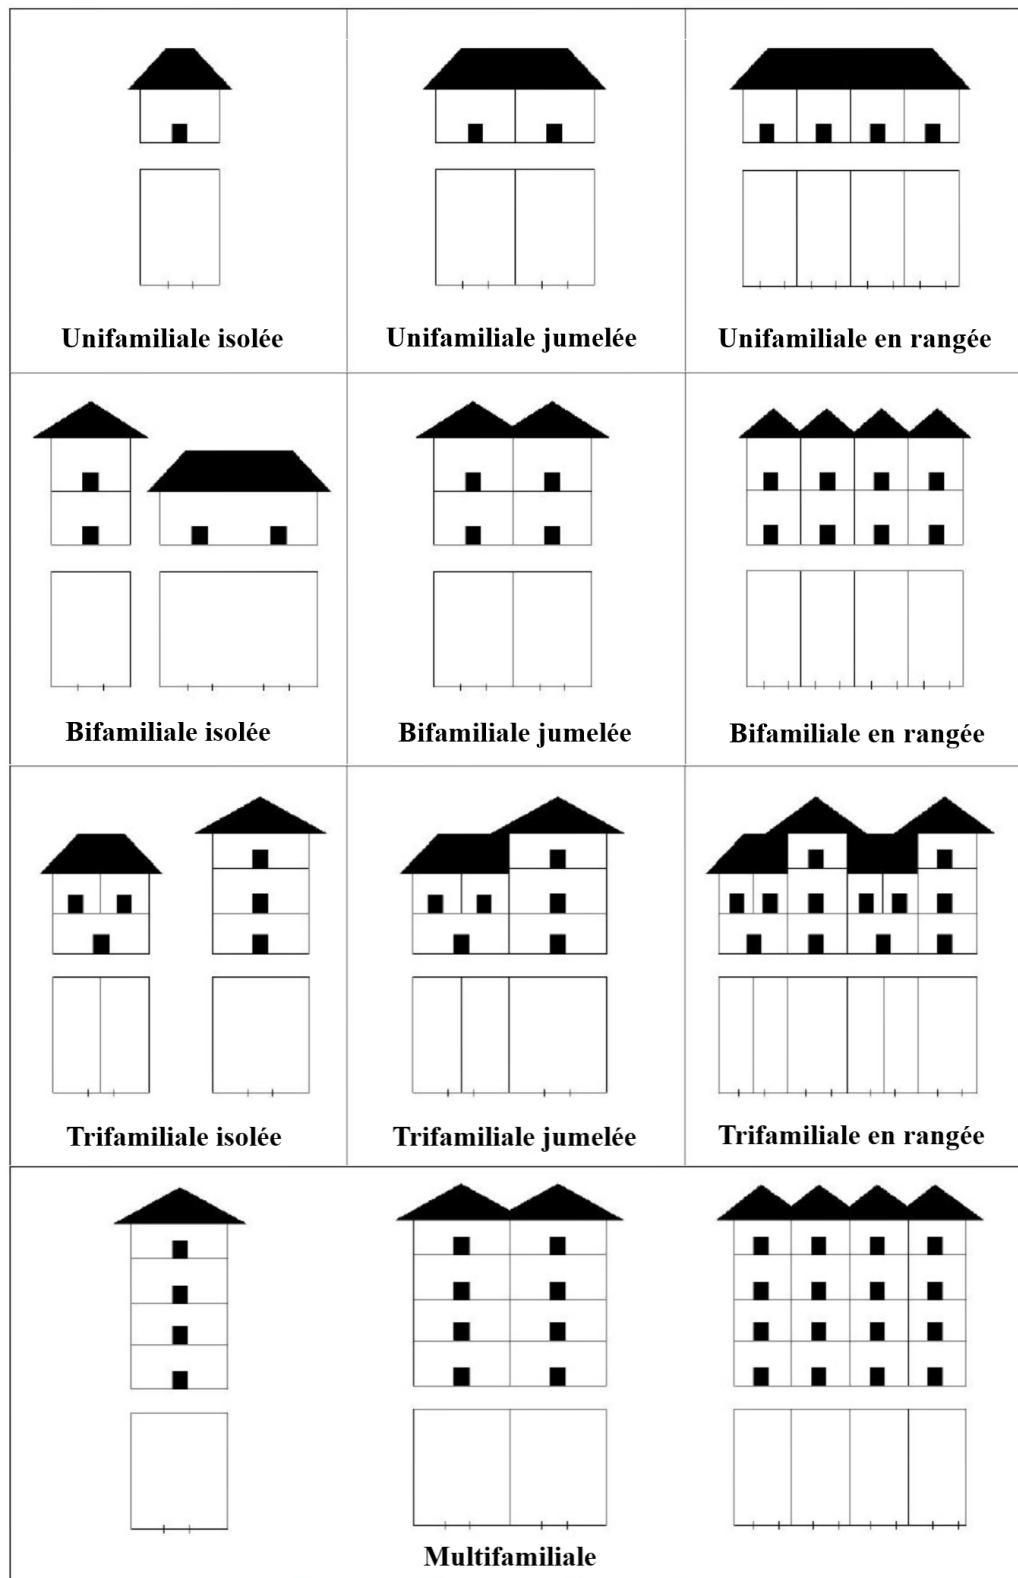 Unifamiliale isolée
Unifamiliale jumelée
Unifamiliale en rangée
Bifamiliale isolée
Bifamiliale jumelée
Bifamiliale en rangée
Trifamiliale isolée
Trifamiliale jumelée
Trifamiliale en rangée
Multifamiliale